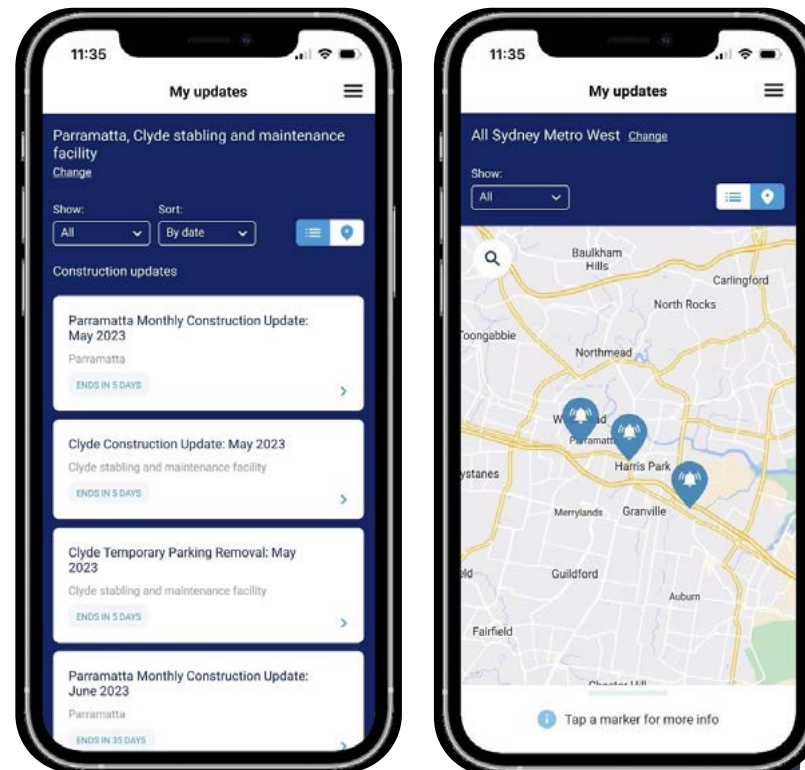 11:35
My updates
Parramatta, Clyde stabling and maintenance
facility
Change
Show:
Sort:
All
By date
Construction updates
Parramatta Monthly Construction Update:
May 2023
Parramatta
ENDS IN 5 DAYS
Clyde Construction Update: May 2023
Clyde stabling and maintenance facility
ENDS IN 5 DAYS
Clyde Temporary Parking Removal: May
2023
Clyde stabling and maintenance facility
ENDS IN 5 DAYS
Parramatta Monthly Construction Update:
June 2023
Parramatta
ENDS IN 35 DAYS
11:35
My updates
All Sydney Metro West Change
Show:
All
Baulkham
Hills
Carlingford
North Rocks
oongabbie
Northmead
Harris Park
ystanes
Merrylands
Granville
Guildford
Auburn
Fairfield
Tap a marker for more info